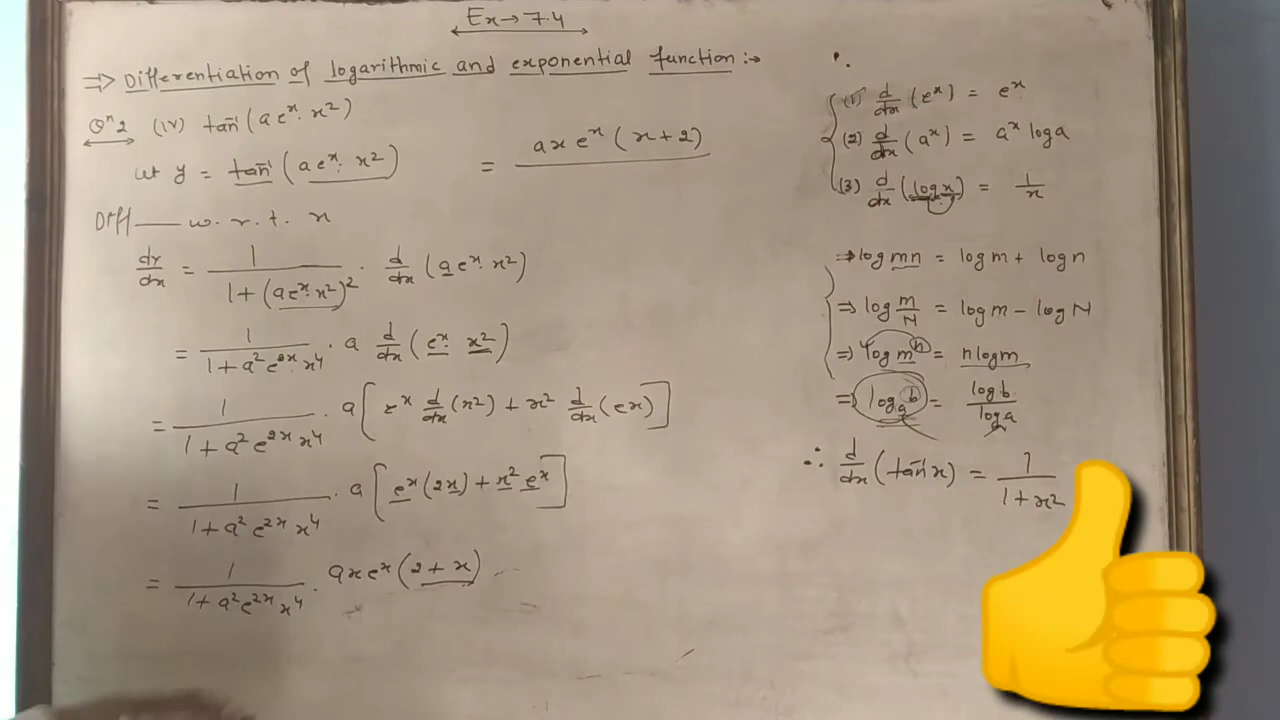 Ex→7.4
⇒ Differentiation of logarithmic and exponential function :→
Qⁿ 2 (iv) tan⁻¹(a eˣ. x²)
let y = tan⁻¹(a eˣ. x²)
Diff — w.r.t. x
dy/dx = 1/(1+(a eˣ. x²)²) . d/dx (a eˣ. x²)
= 1/(1+a² e²ˣ. x⁴) . a d/dx (eˣ. x²)
= 1/(1+a² e²ˣ x⁴) . a [eˣ d/dx (x²) + x² d/dx (eˣ)]
= 1/(1+a² e²ˣ x⁴) . a [eˣ (2x) + x² eˣ]
= 1/(1+a² e²ˣ x⁴) . a x eˣ (2+x)
= a x eˣ (x+2)
(1) d/dx (eˣ) = eˣ
(2) d/dx (aˣ) = aˣ log a
(3) d/dx (log x) = 1/x
⇒ log mn = log m + log n
⇒ log M/N = log m − log N
⇒ log mⁿ = n log m
⇒ logₐ b = log b/log a
∴ d/dx (tan⁻¹ x) = 1/(1+x²)